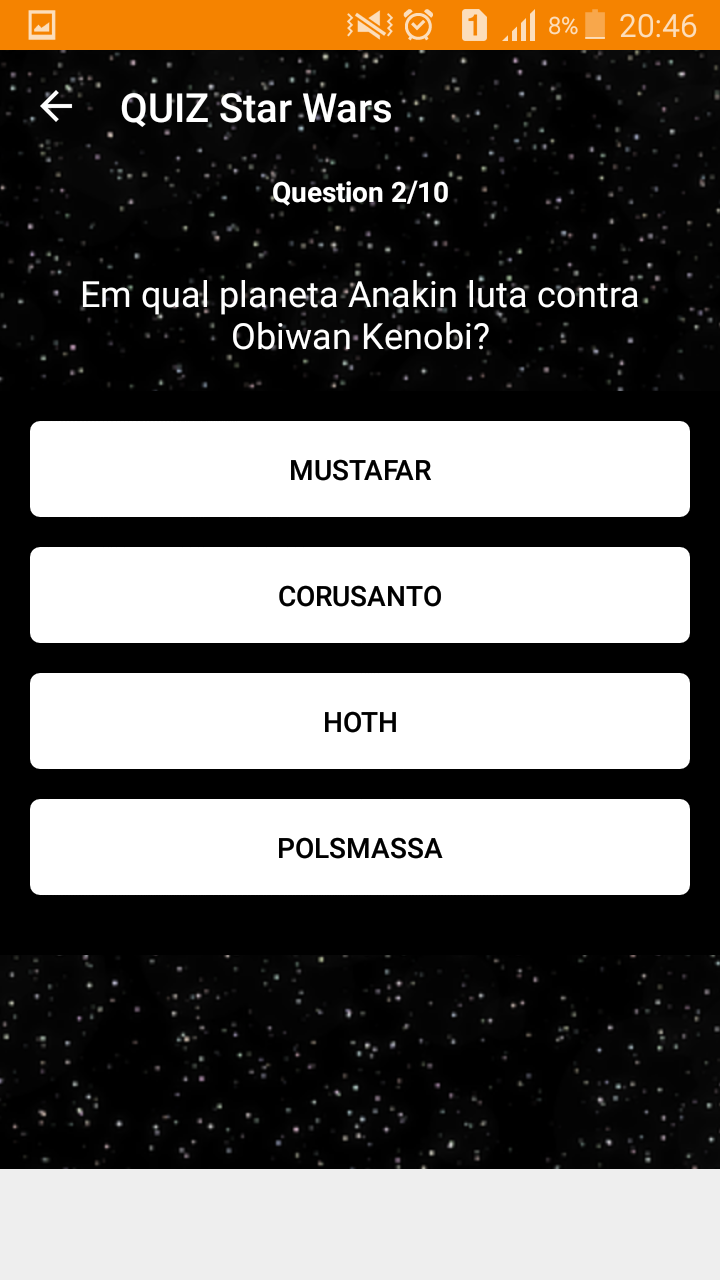 1 8% 20:46
QUIZ Star Wars
Question 2/10
Em qual planeta Anakin luta contra
Obiwan Kenobi?
MUSTAFAR
CORUSANTO
HOTH
POLSMASSA